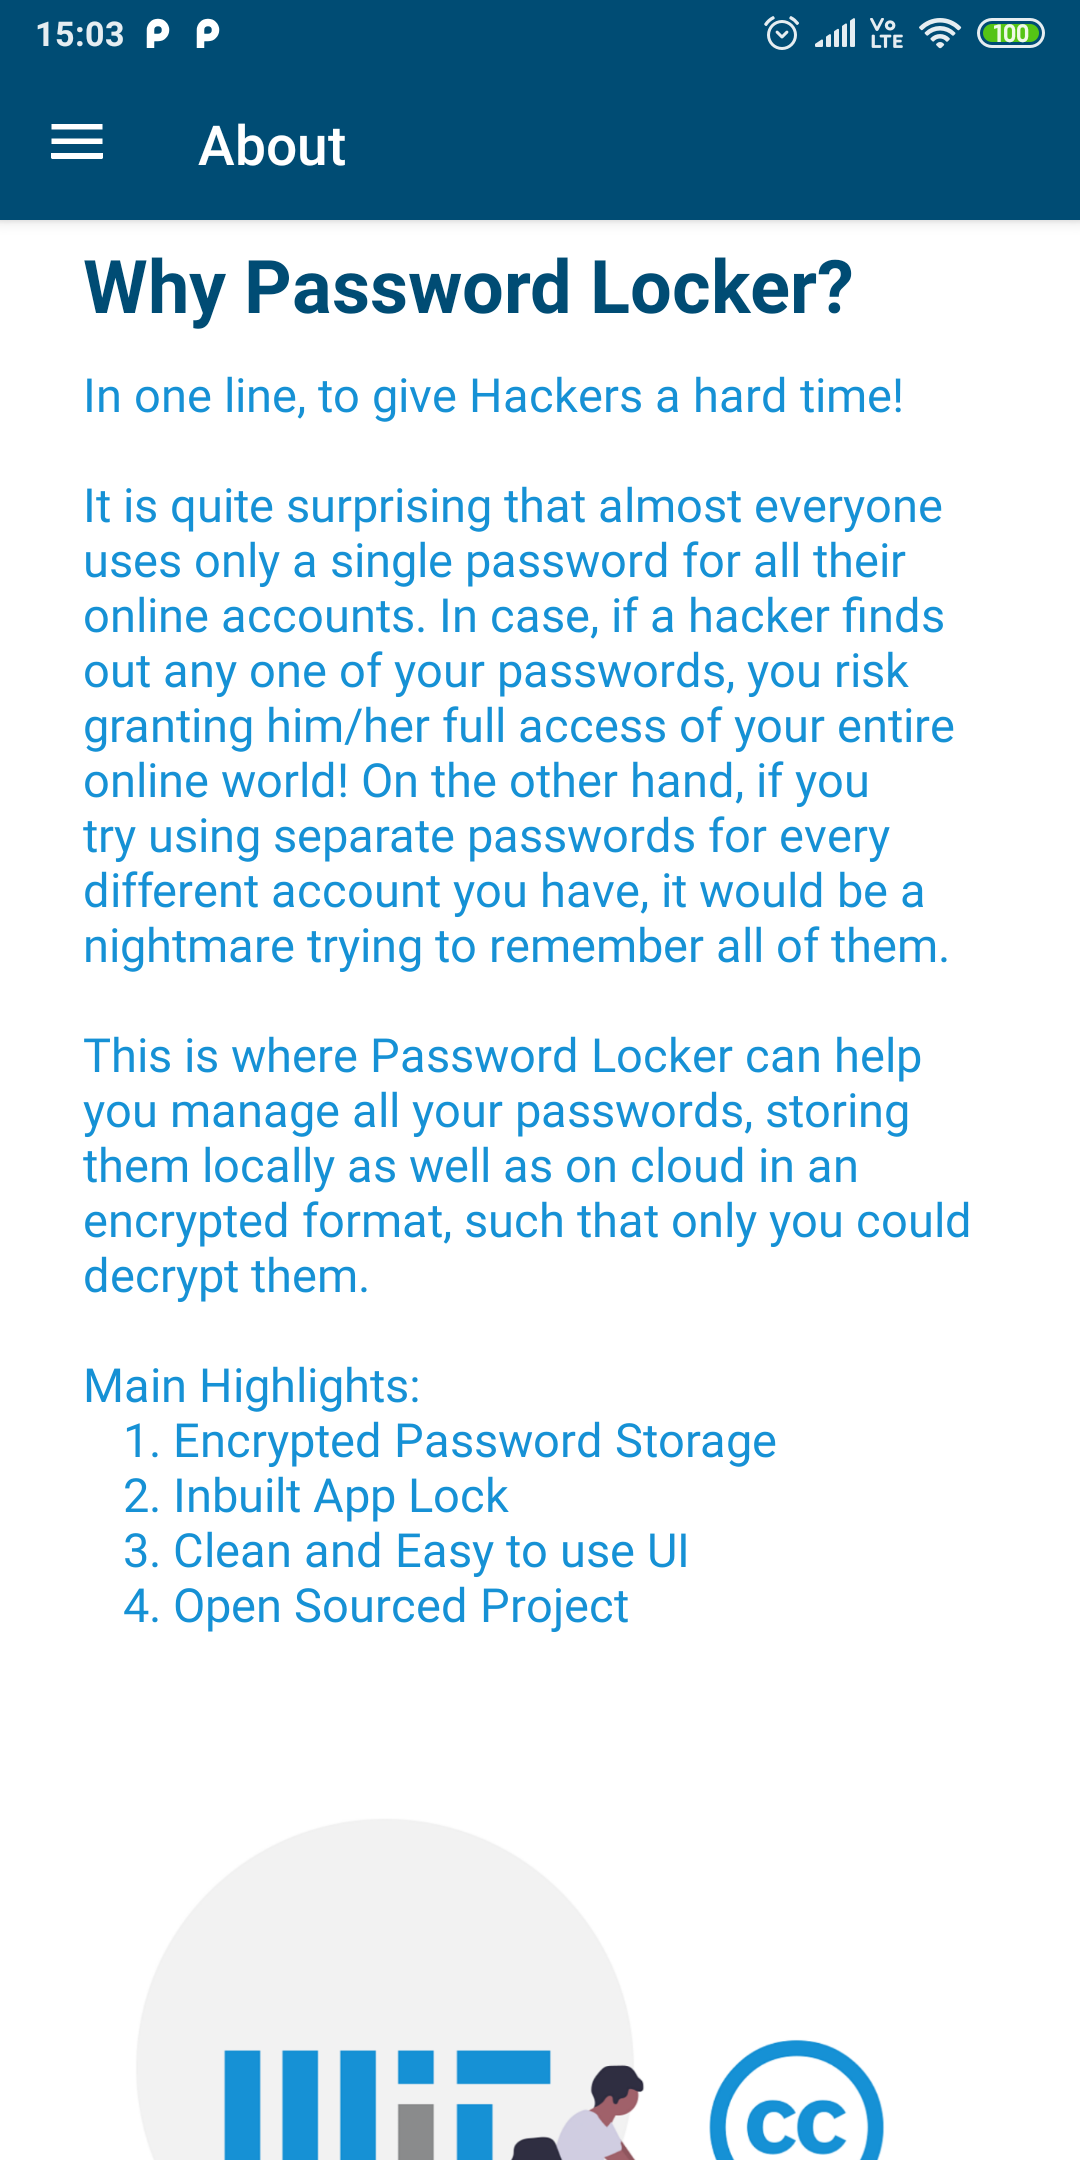 15:03 P P Vo LTE 100
About
Why Password Locker?
In one line, to give Hackers a hard time!
It is quite surprising that almost everyone
uses only a single password for all their
online accounts. In case, if a hacker finds
out any one of your passwords, you risk
granting him/her full access of your entire
online world! On the other hand, if you
try using separate passwords for every
different account you have, it would be a
nightmare trying to remember all of them.
This is where Password Locker can help
you manage all your passwords, storing
them locally as well as on cloud in an
encrypted format, such that only you could
decrypt them.
Main Highlights:
1. Encrypted Password Storage
2. Inbuilt App Lock
3. Clean and Easy to use UI
4. Open Sourced Project
MIT
cc